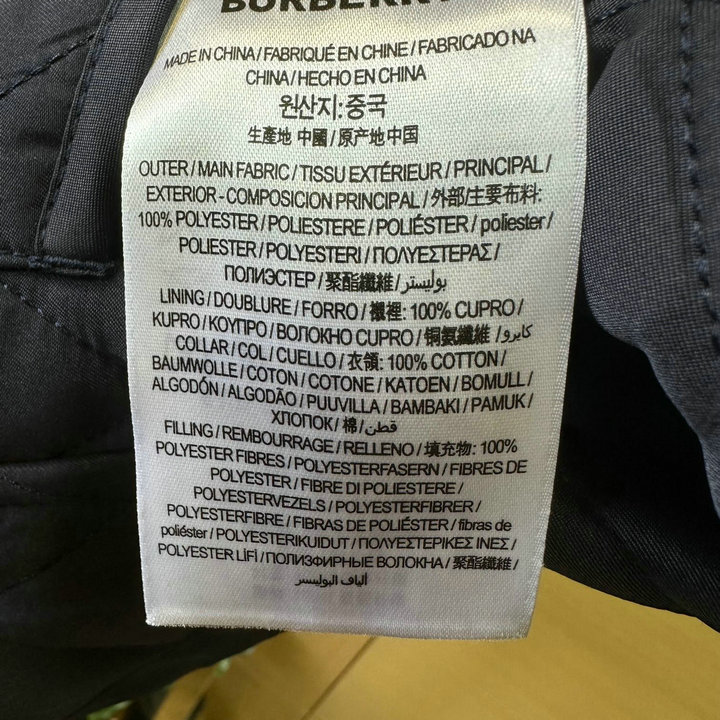 BURBERRY
MADE IN CHINA / FABRIQUÉ EN CHINE / FABRICADO NA
CHINA / HECHO EN CHINA
원산지: 중국
生產地 中國 / 原产地 中国
OUTER / MAIN FABRIC / TISSU EXTÉRIEUR / PRINCIPAL /
EXTERIOR - COMPOSICION PRINCIPAL / 外部/主要布料:
100% POLYESTER / POLIESTERE / POLIÉSTER / poliester /
POLIESTER / POLYESTERI / ΠΟΛΥΕΣΤΕΡΑΣ /
ПОЛИЭСТЕР / 聚酯纖維 / بوليستر /
LINING / DOUBLURE / FORRO / 襯裡: 100% CUPRO /
KUPRO / ΚΟΥΠΡΟ / ВОЛОКНО CUPRO / 铜氨纖維 / كابرو /
COLLAR / COL / CUELLO / 衣領: 100% COTTON /
BAUMWOLLE / COTON / COTONE / KATOEN / BOMULL /
ALGODÓN / ALGODÃO / PUUVILLA / BAMBAKI / PAMUK /
ХЛОПОК / 棉 / قطن /
FILLING / REMBOURRAGE / RELLENO / 填充物: 100%
POLYESTER FIBRES / POLYESTERFASERN / FIBRES DE
POLYESTER / FIBRE DI POLIESTERE /
POLYESTERVEZELS / POLYESTERFIBRER /
POLYESTERFIBRE / FIBRAS DE POLIÉSTER / fibras de
poliéster / POLYESTERIKUIDUT / ΠΟΛΥΕΣΤΕΡΙΚΕΣ ΙΝΕΣ /
POLYESTER LİFİ / ПОЛИЭФИРНЫЕ ВОЛОКНА / 聚酯纖維 /
ألياف البوليستر